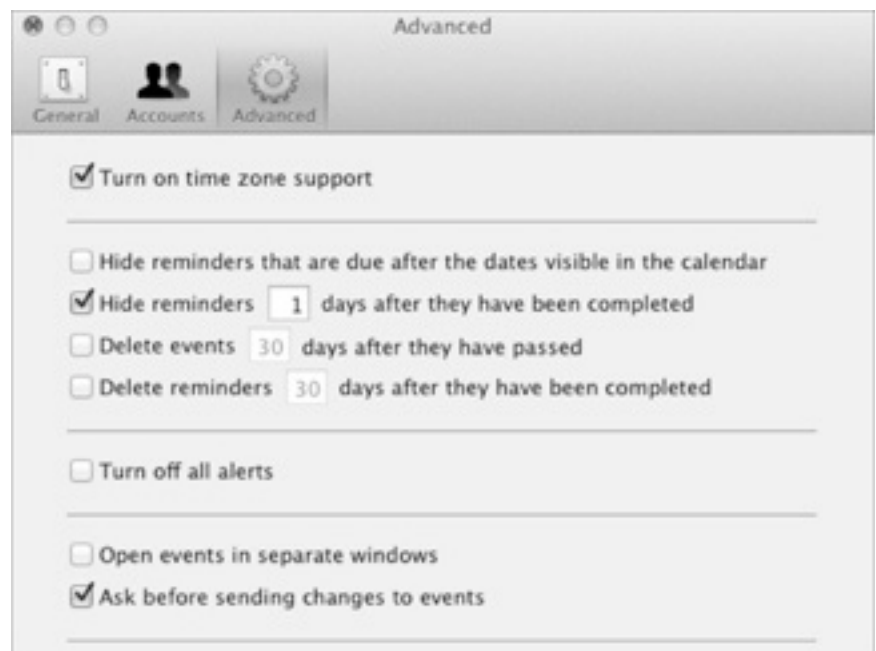 Advanced
General Accounts Advanced
Turn on time zone support
Hide reminders that are due after the dates visible in the calendar
Hide reminders 1 days after they have been completed
Delete events 30 days after they have passed
Delete reminders 30 days after they have been completed
Turn off all alerts
Open events in separate windows
Ask before sending changes to events